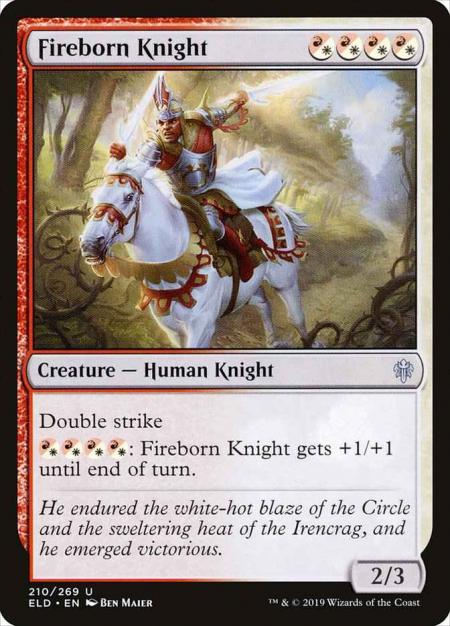 Fireborn Knight
Creature — Human Knight
Double strike
: Fireborn Knight gets +1/+1
until end of turn.
He endured the white-hot blaze of the Circle
and the sweltering heat of the Irencrag, and
he emerged victorious.
2/3
210/269 U
ELD • EN Ben Maier
™ & © 2019 Wizards of the Coast